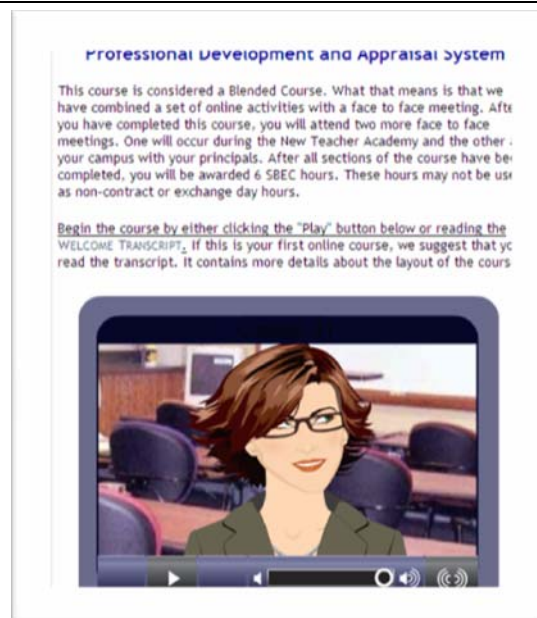 Professional Development and Appraisal System
This course is considered a Blended Course. What that means is that we
have combined a set of online activities with a face to face meeting. Afte
you have completed this course, you will attend two more face to face
meetings. One will occur during the New Teacher Academy and the other
your campus with your principals. After all sections of the course have be
completed, you will be awarded 6 SBEC hours. These hours may not be use
as non-contract or exchange day hours.
Begin the course by either clicking the "Play" button below or reading the
WELCOME TRANSCRIPT. If this is your first online course, we suggest that yo
read the transcript. It contains more details about the layout of the cours